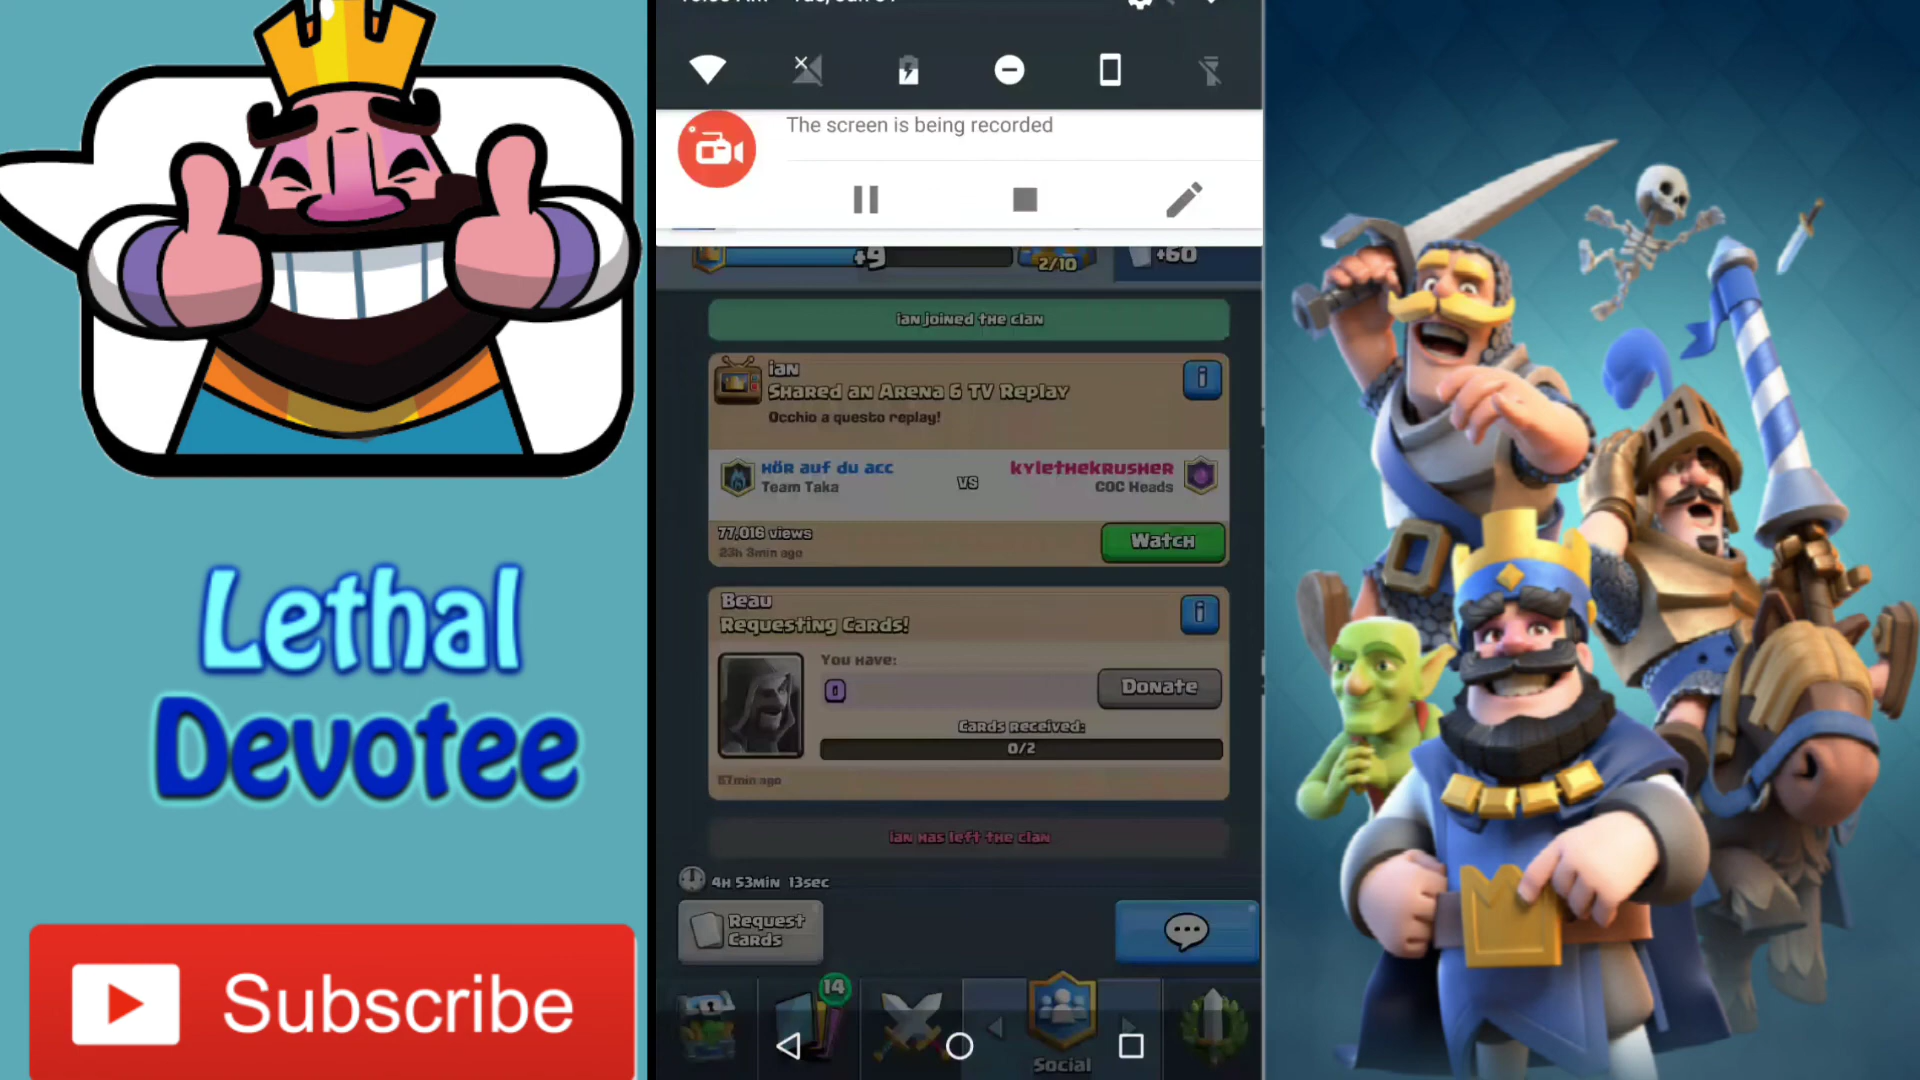 Lethal
Devotee
Subscribe
The screen is being recorded
+9
2/10
+60
ian joined the clan
ian
Shared an Arena 6 TV Replay
Occhio a questo replay!
HÖR auf du acc
Team Taka
VS
kylethekrusher
COC Heads
77,016 views
23h 3min ago
Watch
Beau
Requesting Cards!
You have:
0
Donate
Cards received:
0/2
57min ago
ian has left the clan
4h 53min 13sec
Request
Cards
14
Social